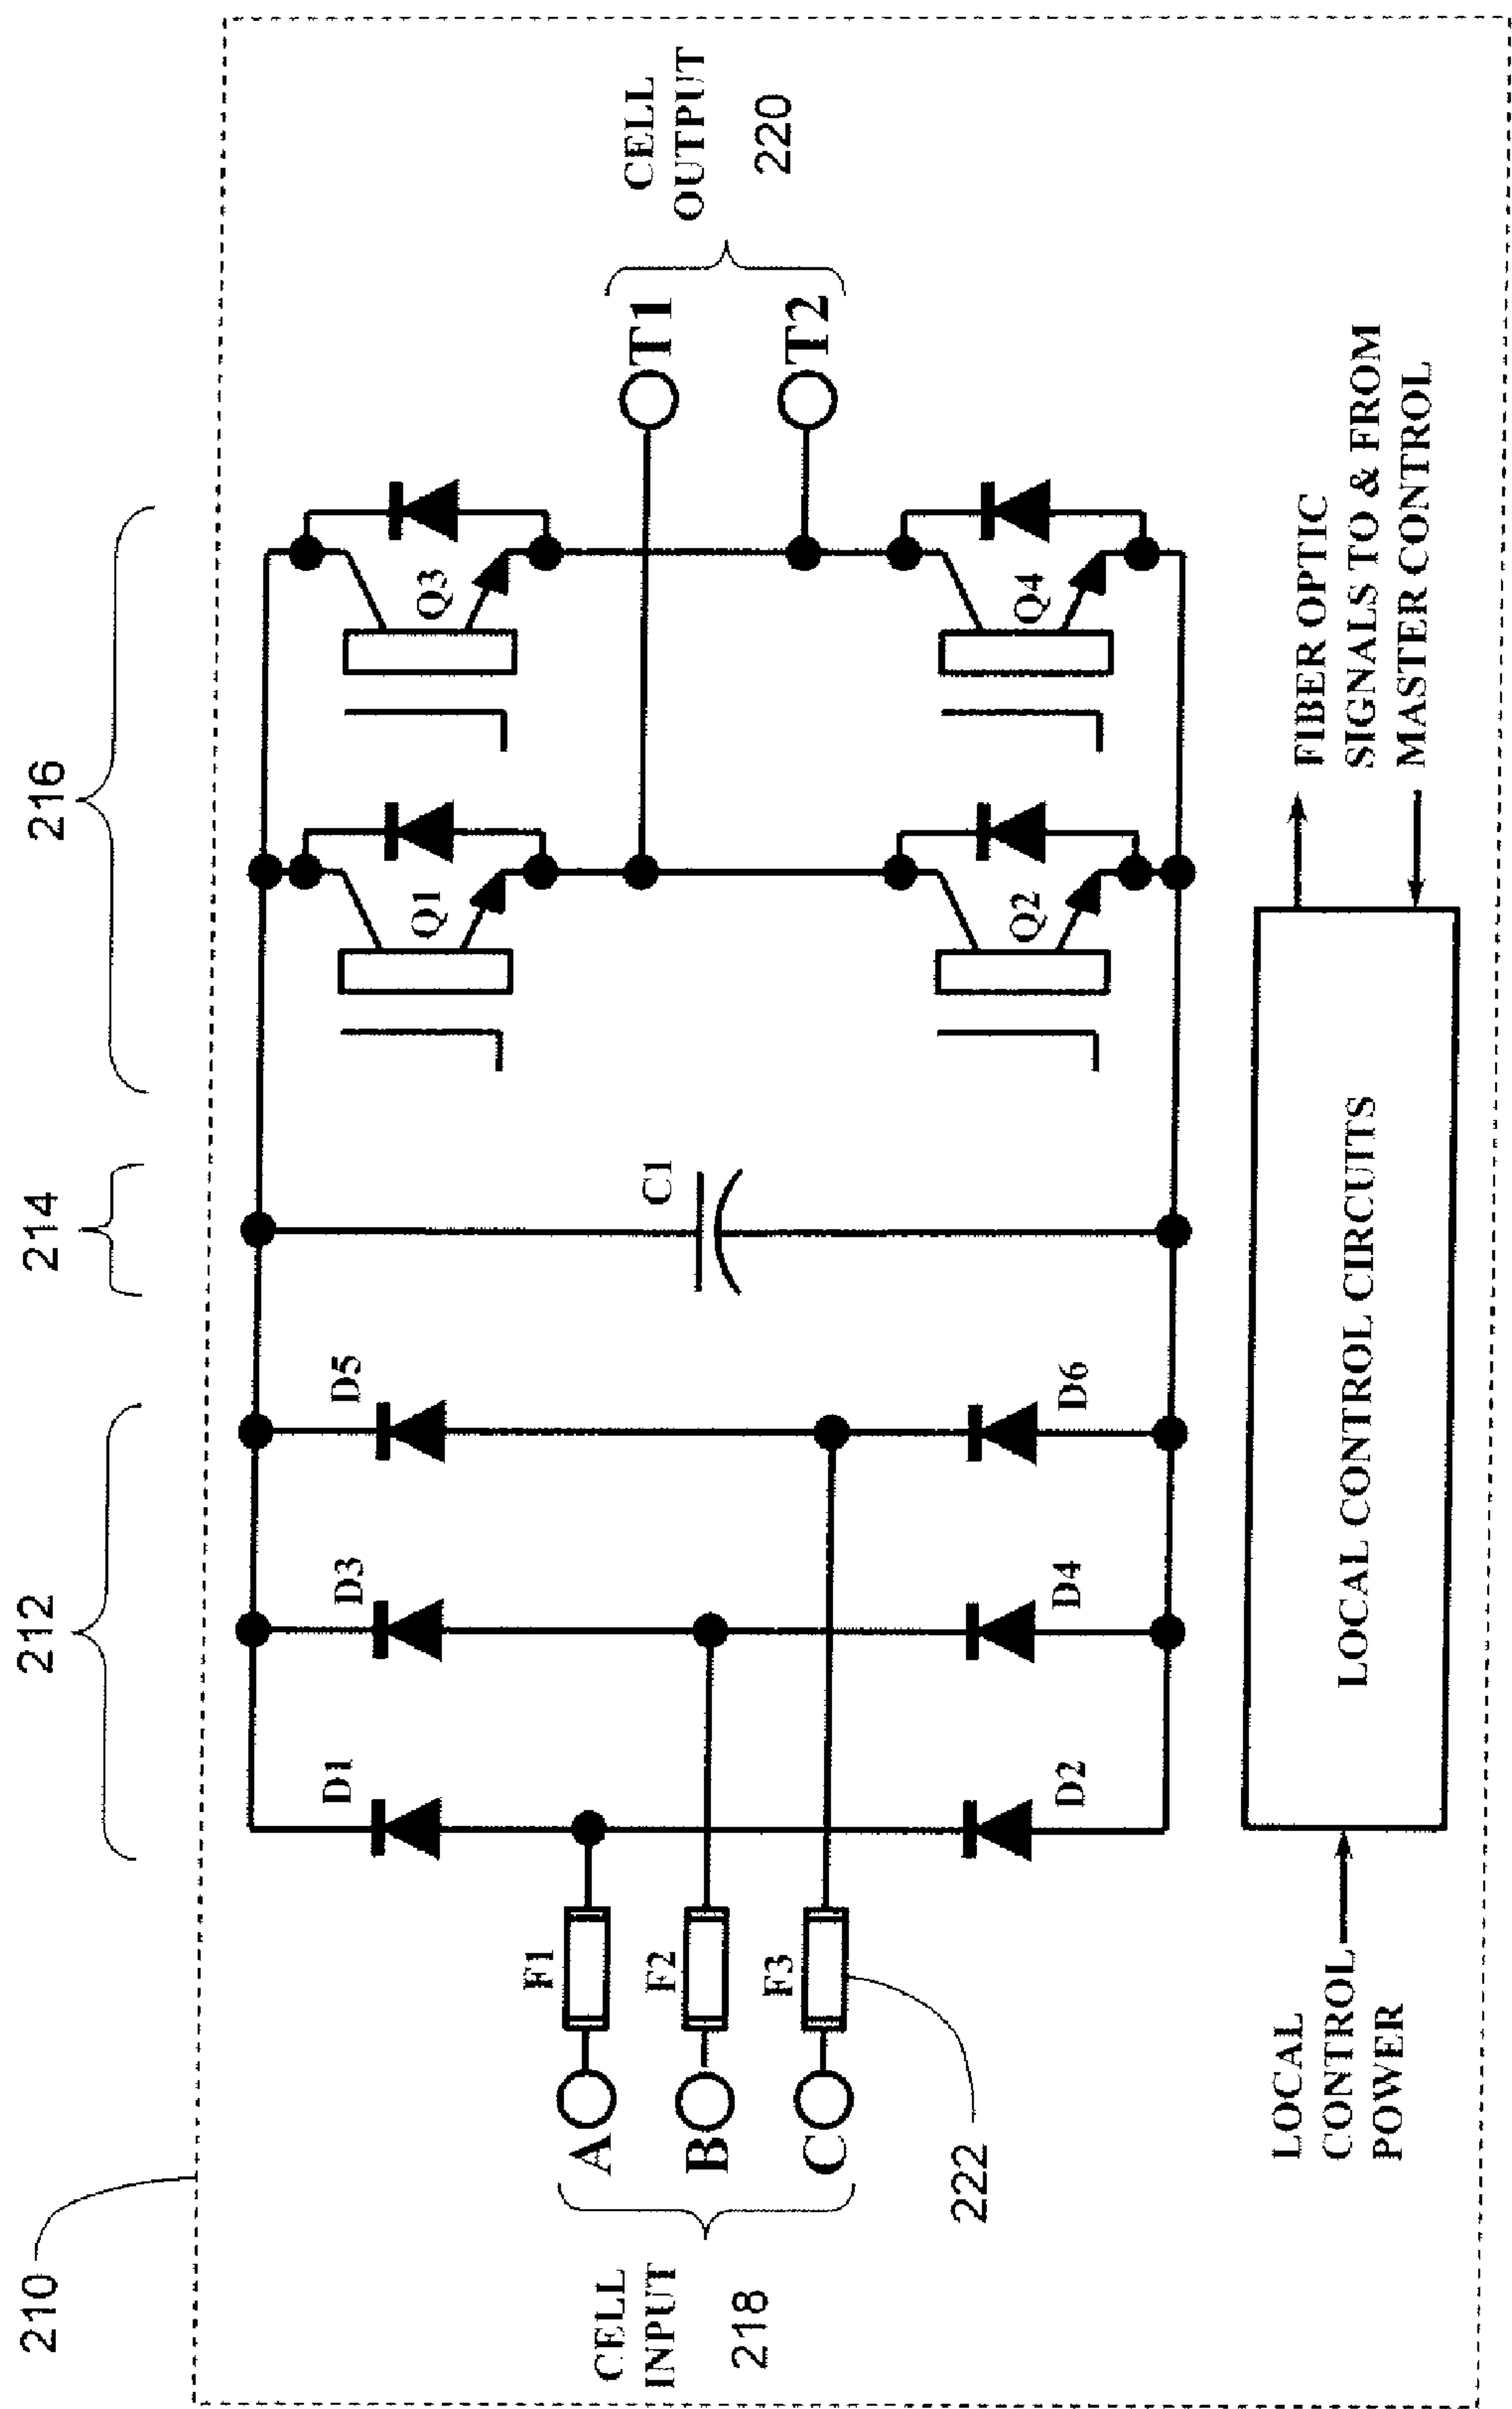 210
212
214
216
D1
D3
D5
C1
Q1
Q3
F1
A
F2
B
F3
C
CELL
INPUT
218
222
T1
T2
CELL
OUTPUT
220
D2
D4
D6
Q2
Q4
LOCAL
CONTROL
POWER
LOCAL CONTROL CIRCUITS
FIBER OPTIC
SIGNALS TO & FROM
MASTER CONTROL